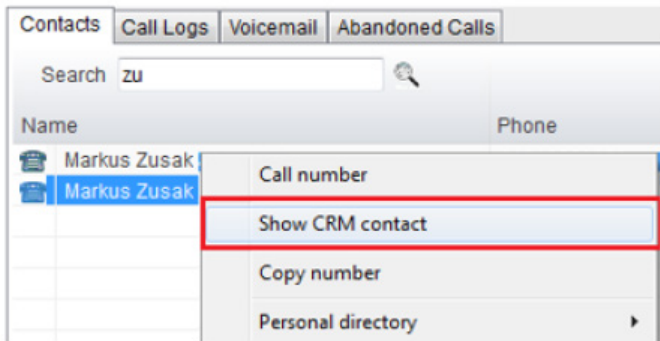 Contacts Call Logs Voicemail Abandoned Calls
Search zu
Name Phone
Markus Zusak
Call number
Markus Zusak
Show CRM contact
Copy number
Personal directory